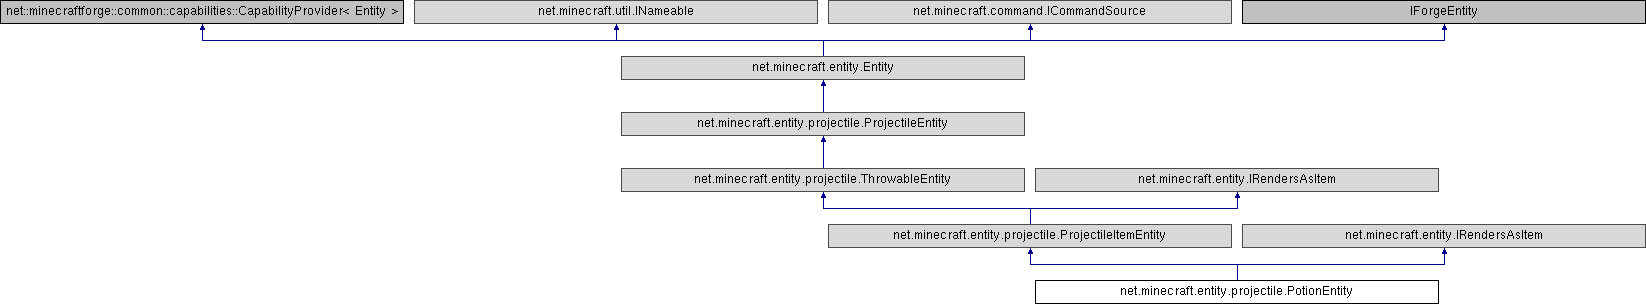 net::minecraftforge::common::capabilities::CapabilityProvider< Entity >
net.minecraft.util.INameable
net.minecraft.command.ICommandSource
IForgeEntity
net.minecraft.entity.Entity
net.minecraft.entity.projectile.ProjectileEntity
net.minecraft.entity.projectile.ThrowableEntity
net.minecraft.entity.IRendersAsItem
net.minecraft.entity.projectile.ProjectileItemEntity
net.minecraft.entity.IRendersAsItem
net.minecraft.entity.projectile.PotionEntity